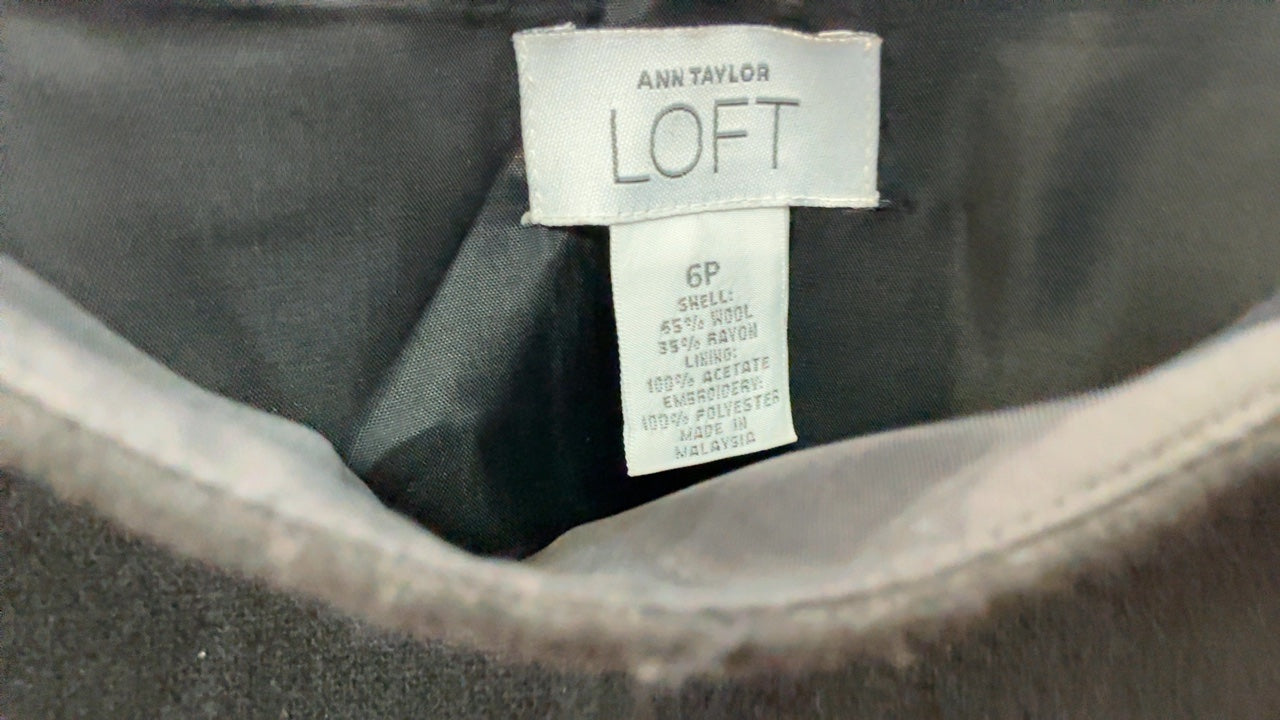 ANN TAYLOR
LOFT
6P
SHELL:
65% WOOL
35% RAYON
LINING:
100% ACETATE
EMBROIDERY:
100% POLYESTER
MADE IN
MALAYSIA